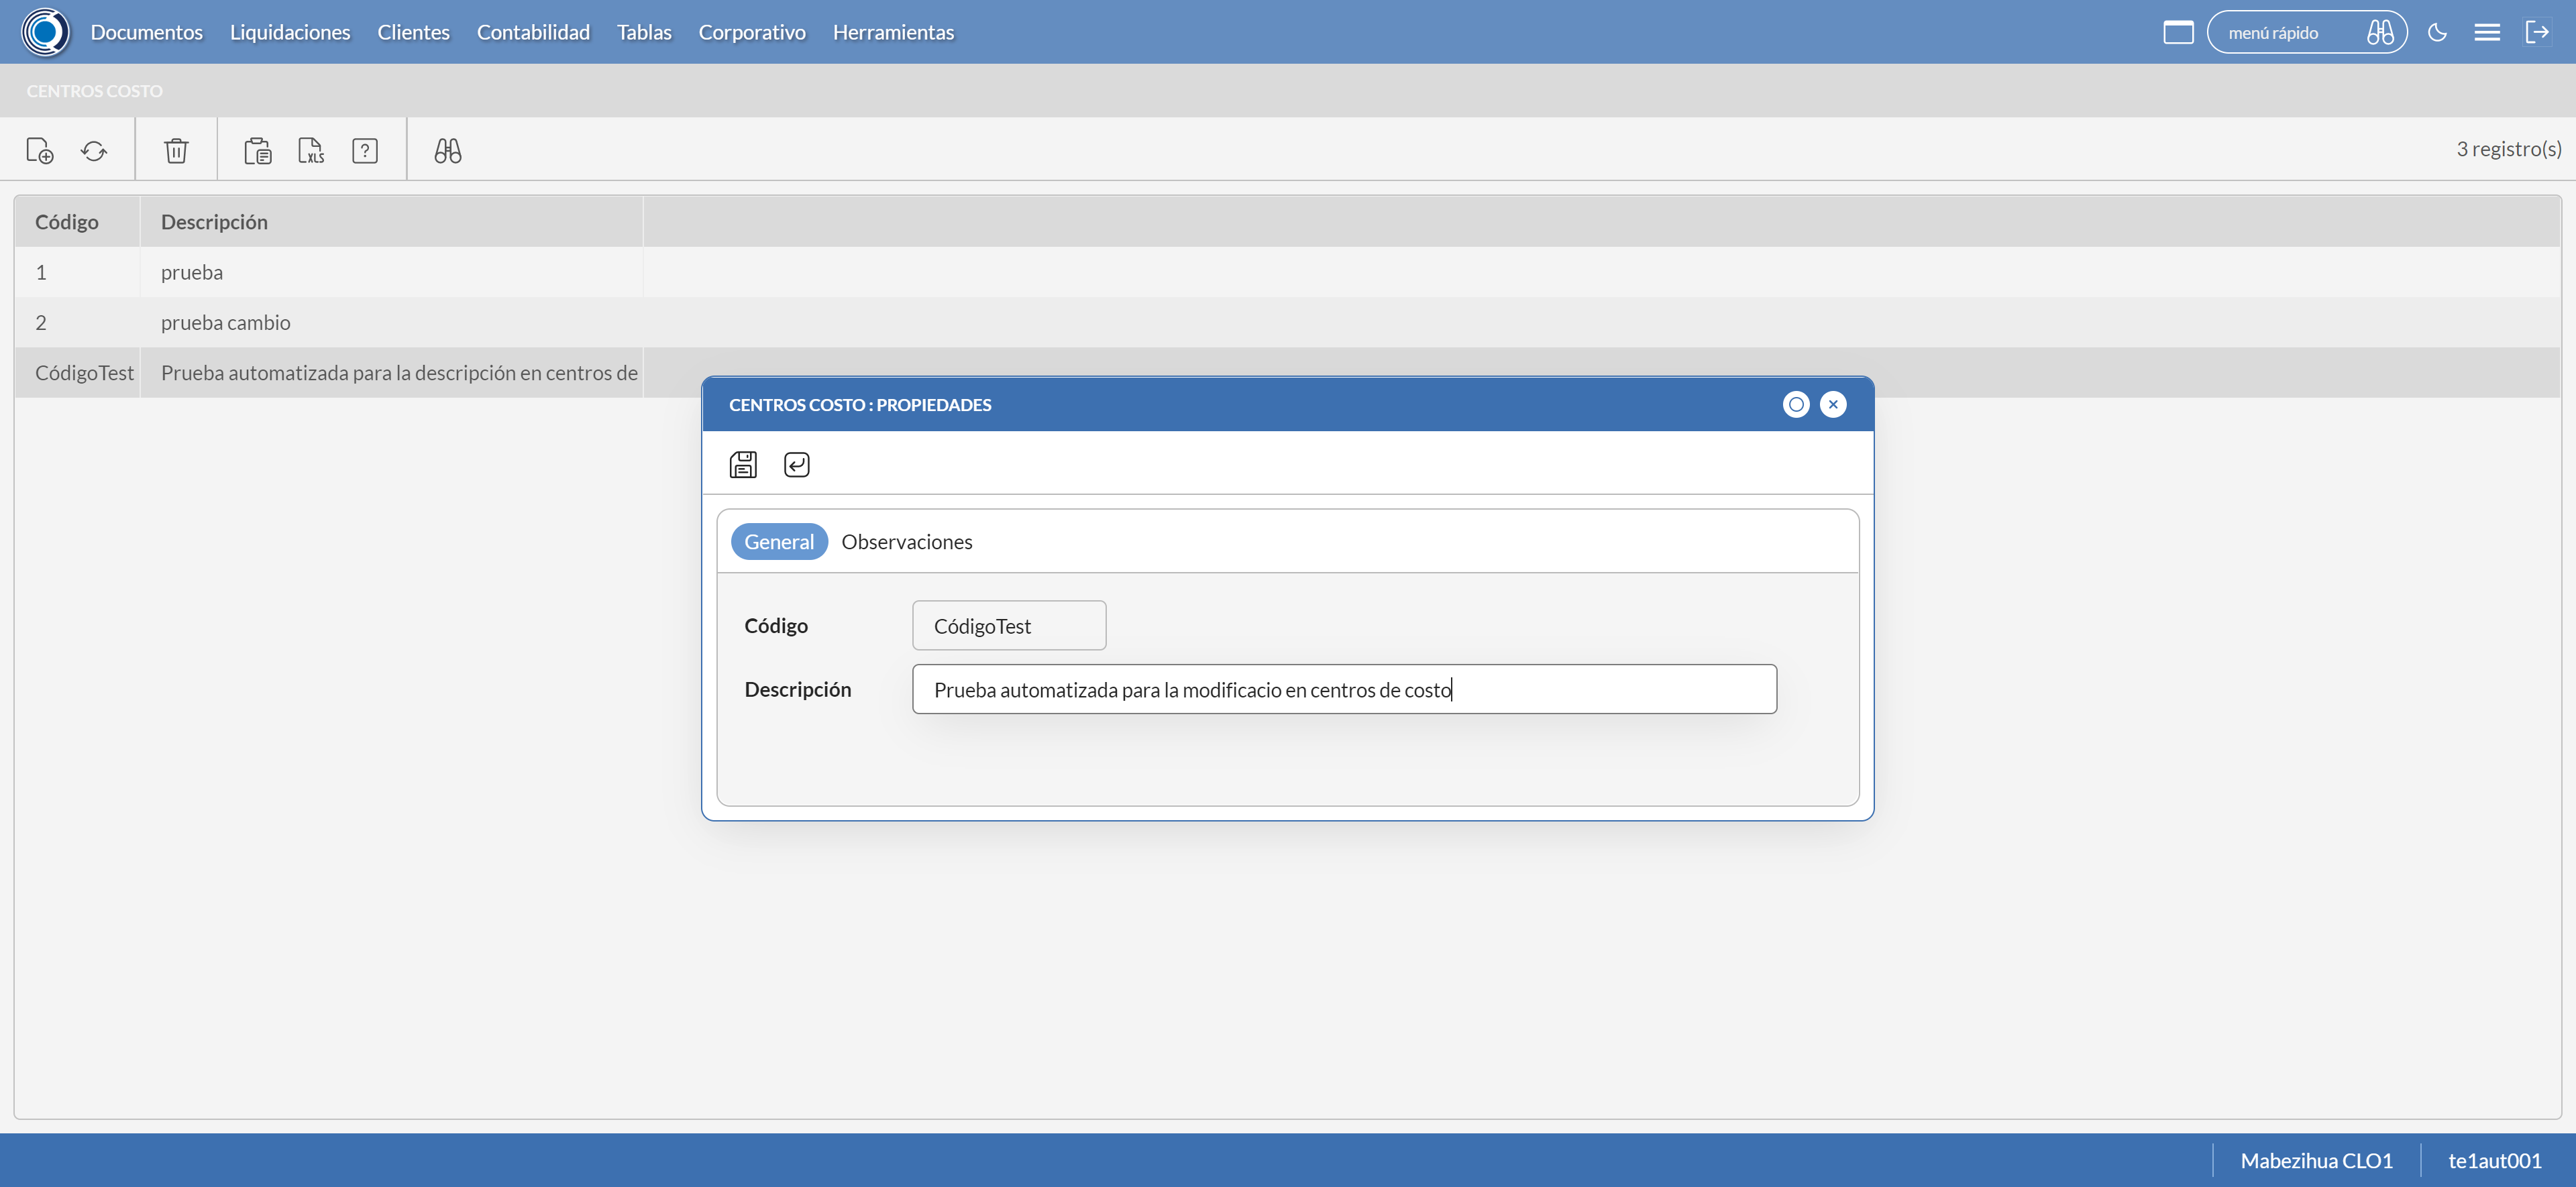 Documentos Liquidaciones Clientes Contabilidad Tablas Corporativo Herramientas menú rápido
CENTROS COSTO
XLS ? 3 registro(s)
Código Descripción
1 prueba
2 prueba cambio
CódigoTest Prueba automatizada para la descripción en centros de
CENTROS COSTO : PROPIEDADES
General Observaciones
Código CódigoTest
Descripción Prueba automatizada para la modificacio en centros de costo
Mabezihua CLO1 te1aut001